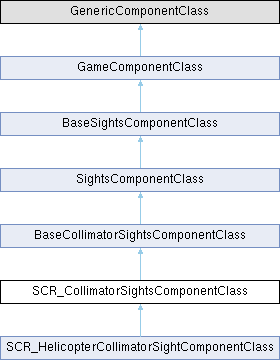 GenericComponentClass
GameComponentClass
BaseSightsComponentClass
SightsComponentClass
BaseCollimatorSightsComponentClass
SCR_CollimatorSightsComponentClass
SCR_HelicopterCollimatorSightComponentClass